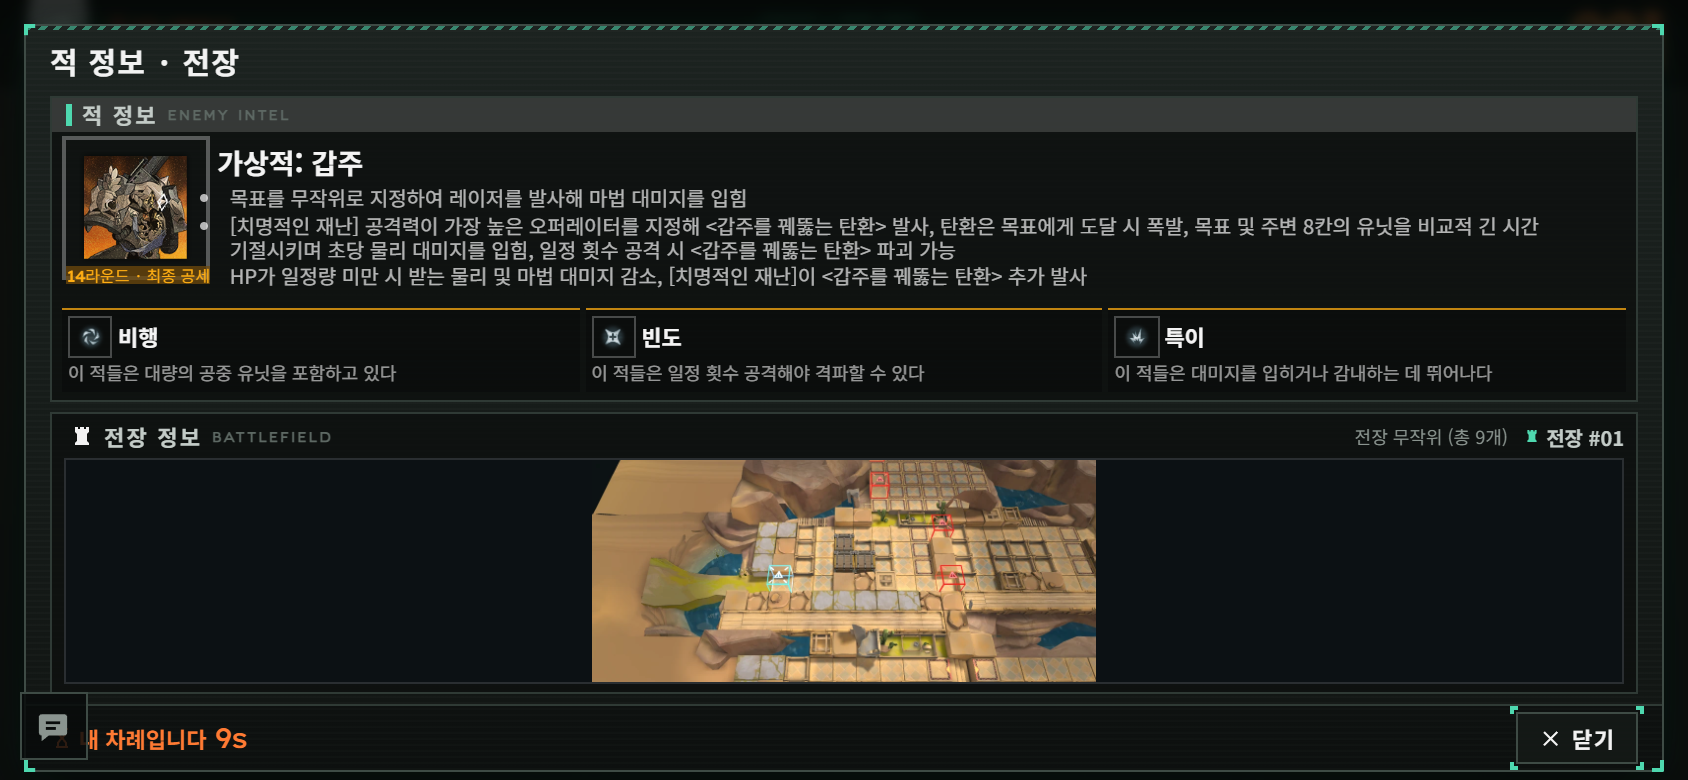 적 정보 · 전장
적 정보 ENEMY INTEL
가상적: 갑주
목표를 무작위로 지정하여 레이저를 발사해 마법 대미지를 입힘
[치명적인 재난] 공격력이 가장 높은 오퍼레이터를 지정해 <갑주를 꿰뚫는 탄환> 발사, 탄환은 목표에게 도달 시 폭발, 목표 및 주변 8칸의 유닛을 비교적 긴 시간
기절시키며 초당 물리 대미지를 입힘, 일정 횟수 공격 시 <갑주를 꿰뚫는 탄환> 파괴 가능
HP가 일정량 미만 시 받는 물리 및 마법 대미지 감소, [치명적인 재난]이 <갑주를 꿰뚫는 탄환> 추가 발사
14라운드 · 최종 공세
비행
이 적들은 대량의 공중 유닛을 포함하고 있다
빈도
이 적들은 일정 횟수 공격해야 격파할 수 있다
특이
이 적들은 대미지를 입히거나 감내하는 데 뛰어나다
전장 정보 BATTLEFIELD
전장 무작위 (총 9개) 전장 #01
내 차례입니다 9s
닫기